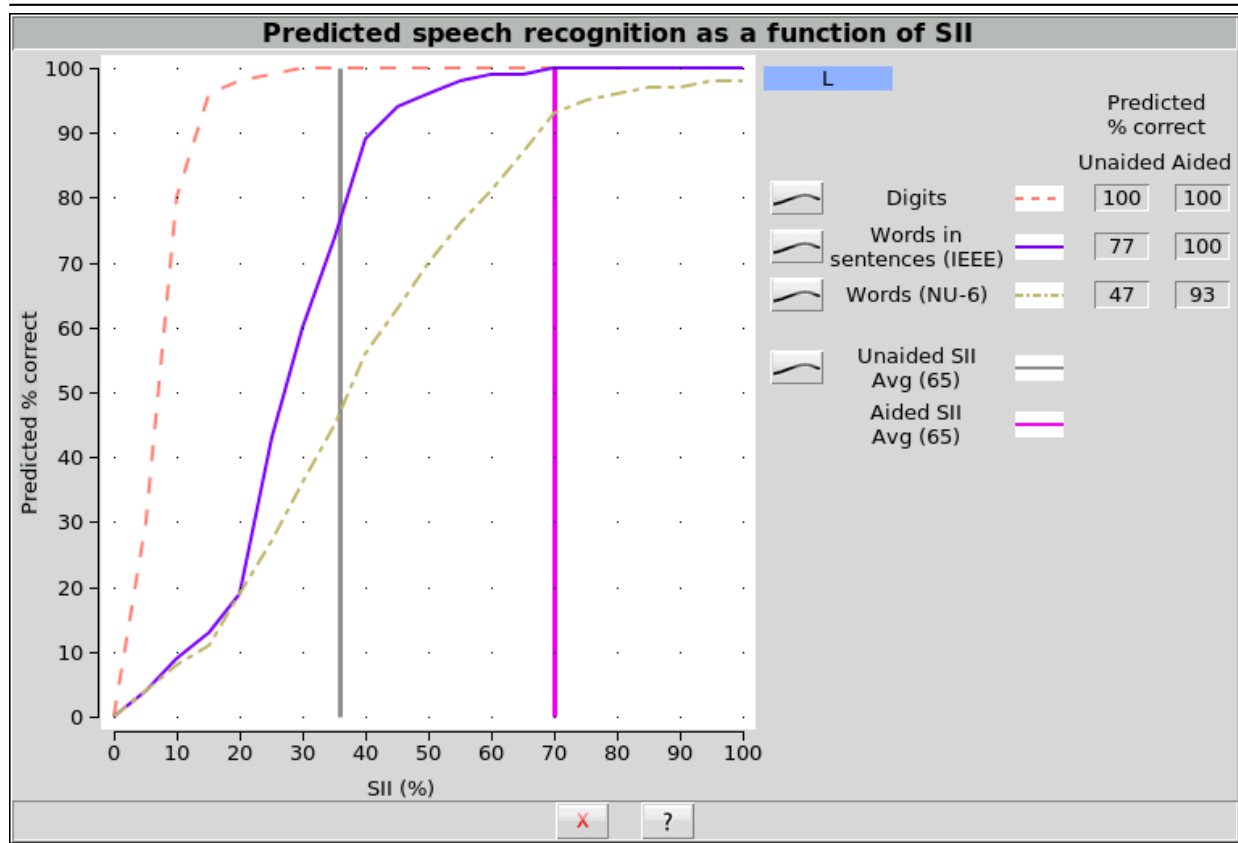 Predicted speech recognition as a function of SII
L
Predicted
% correct
Unaided Aided
Digits 100 100
Words in
sentences (IEEE) 77 100
Words (NU-6) 47 93
Unaided SII
Avg (65)
Aided SII
Avg (65)
Predicted % correct
100
90
80
70
60
50
40
30
20
10
0
0 10 20 30 40 50 60 70 80 90 100
SII (%)
X ?